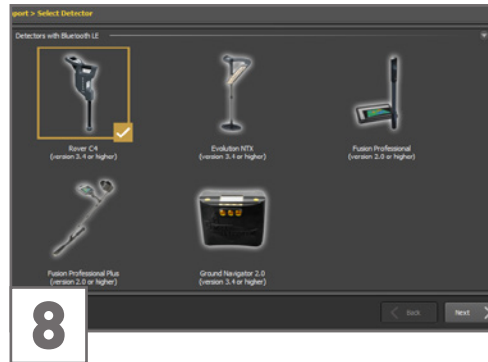 port > Select Detector
Detectors with Bluetooth LE
Rover C4
(version 3.4 or higher)
Evolution NTX
(version 3.4 or higher)
Fusion Professional
(version 2.0 or higher)
Fusion Professional Plus
(version 2.0 or higher)
Ground Navigator 2.0
(version 3.4 or higher)
Back
Next
8